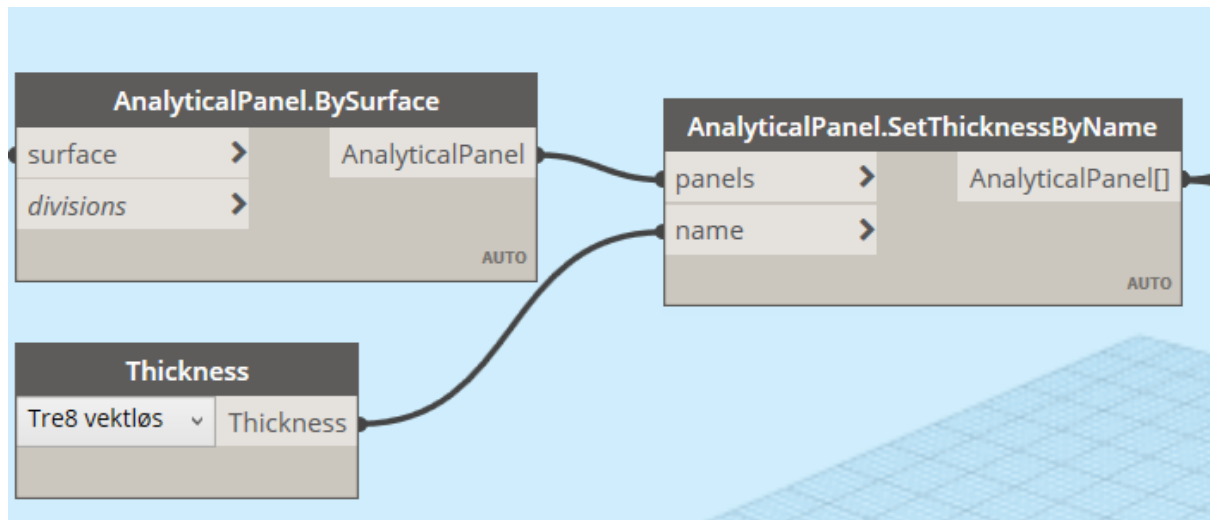 AnalyticalPanel.BySurface
surface
AnalyticalPanel
divisions
AUTO
AnalyticalPanel.SetThicknessByName
panels
AnalyticalPanel[]
name
AUTO
Thickness
Tre8 vektløs
Thickness